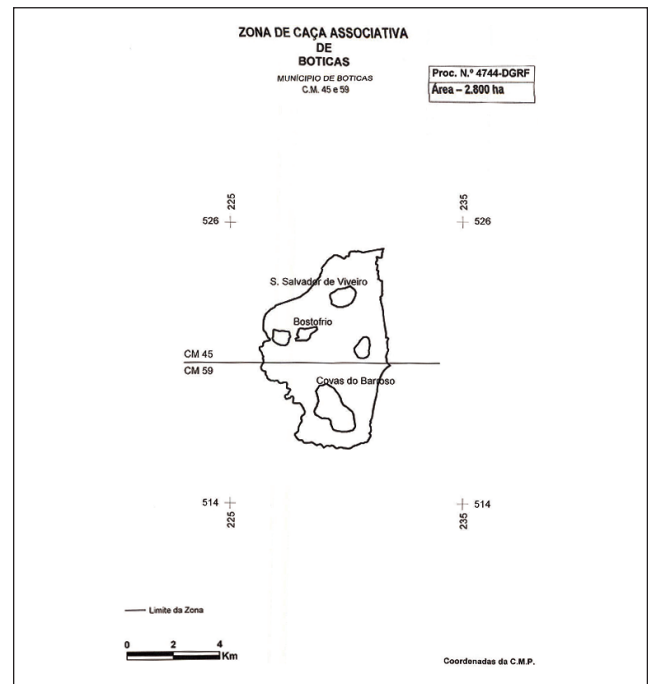 ZONA DE CAÇA ASSOCIATIVA
DE
BOTICAS
MUNÍCIPIO DE BOTICAS
C.M. 45 e 59
Proc. N.º 4744-DGRF
Área – 2.800 ha
225
235
526
526
S. Salvador de Viveiro
Bostofrio
CM 45
CM 59
Covas do Barroso
514
514
225
235
Limite da Zona
0 2 4
Km
Coordenadas da C.M.P.